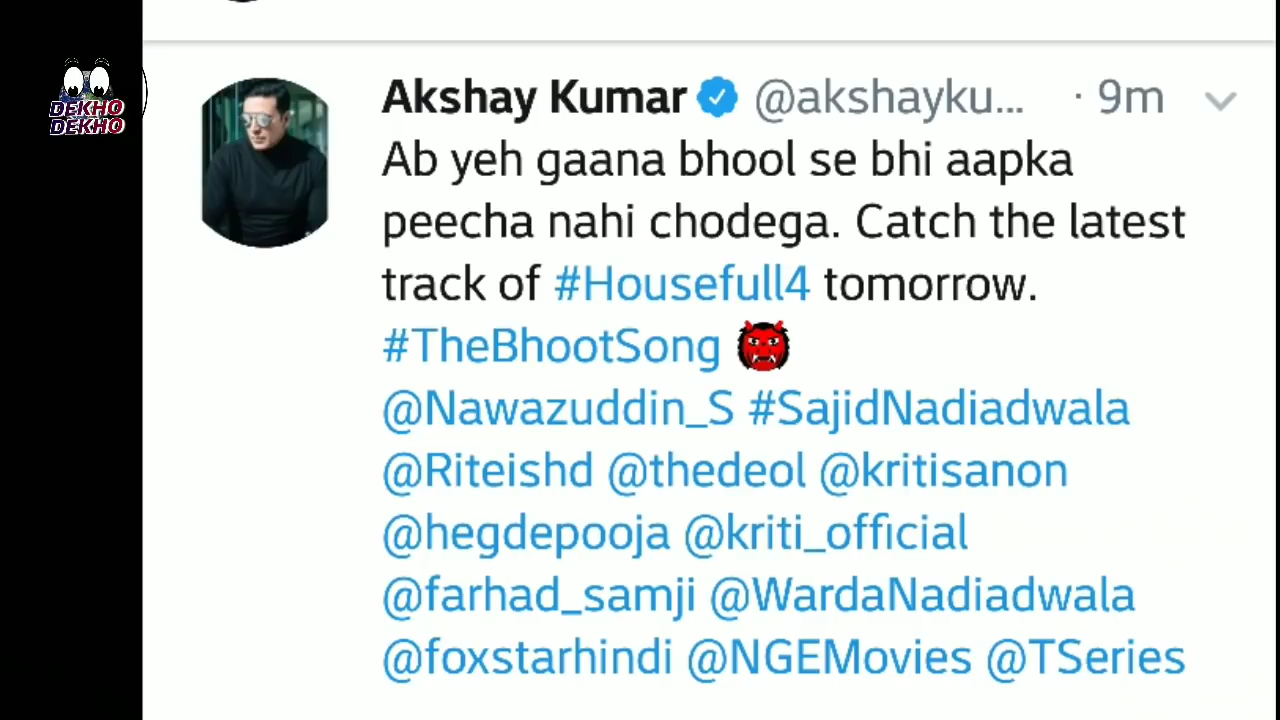 DEKHO
DEKHO
Akshay Kumar @akshayku... · 9m
Ab yeh gaana bhool se bhi aapka
peecha nahi chodega. Catch the latest
track of #Housefull4 tomorrow.
#TheBhootSong 👹
@Nawazuddin_S #SajidNadiadwala
@Riteishd @thedeol @kritisanon
@hegdepooja @kriti_official
@farhad_samji @WardaNadiadwala
@foxstarhindi @NGEMovies @TSeries